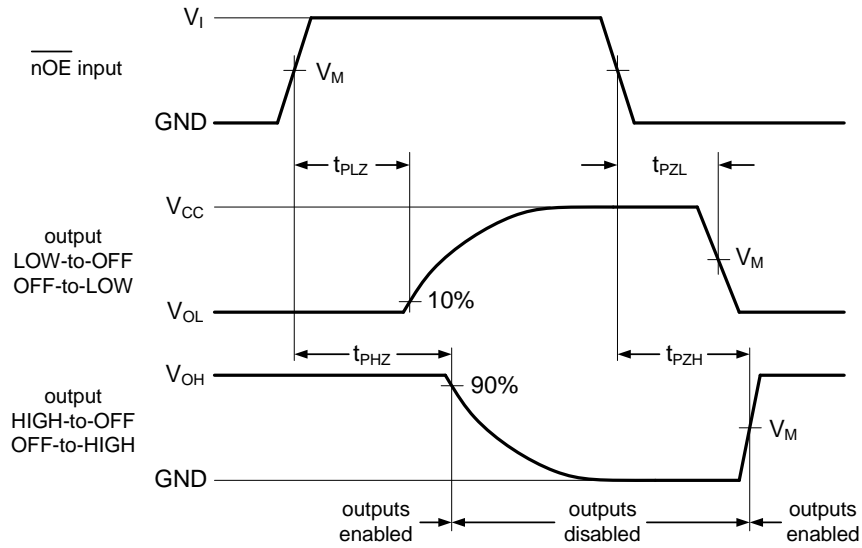 V_I
nOE input
V_M
GND
t_PLZ
t_PZL
V_CC
output
LOW-to-OFF
OFF-to-LOW
V_M
10%
V_OL
t_PHZ
t_PZH
V_OH
90%
output
HIGH-to-OFF
OFF-to-HIGH
V_M
GND
outputs
enabled
outputs
disabled
outputs
enabled